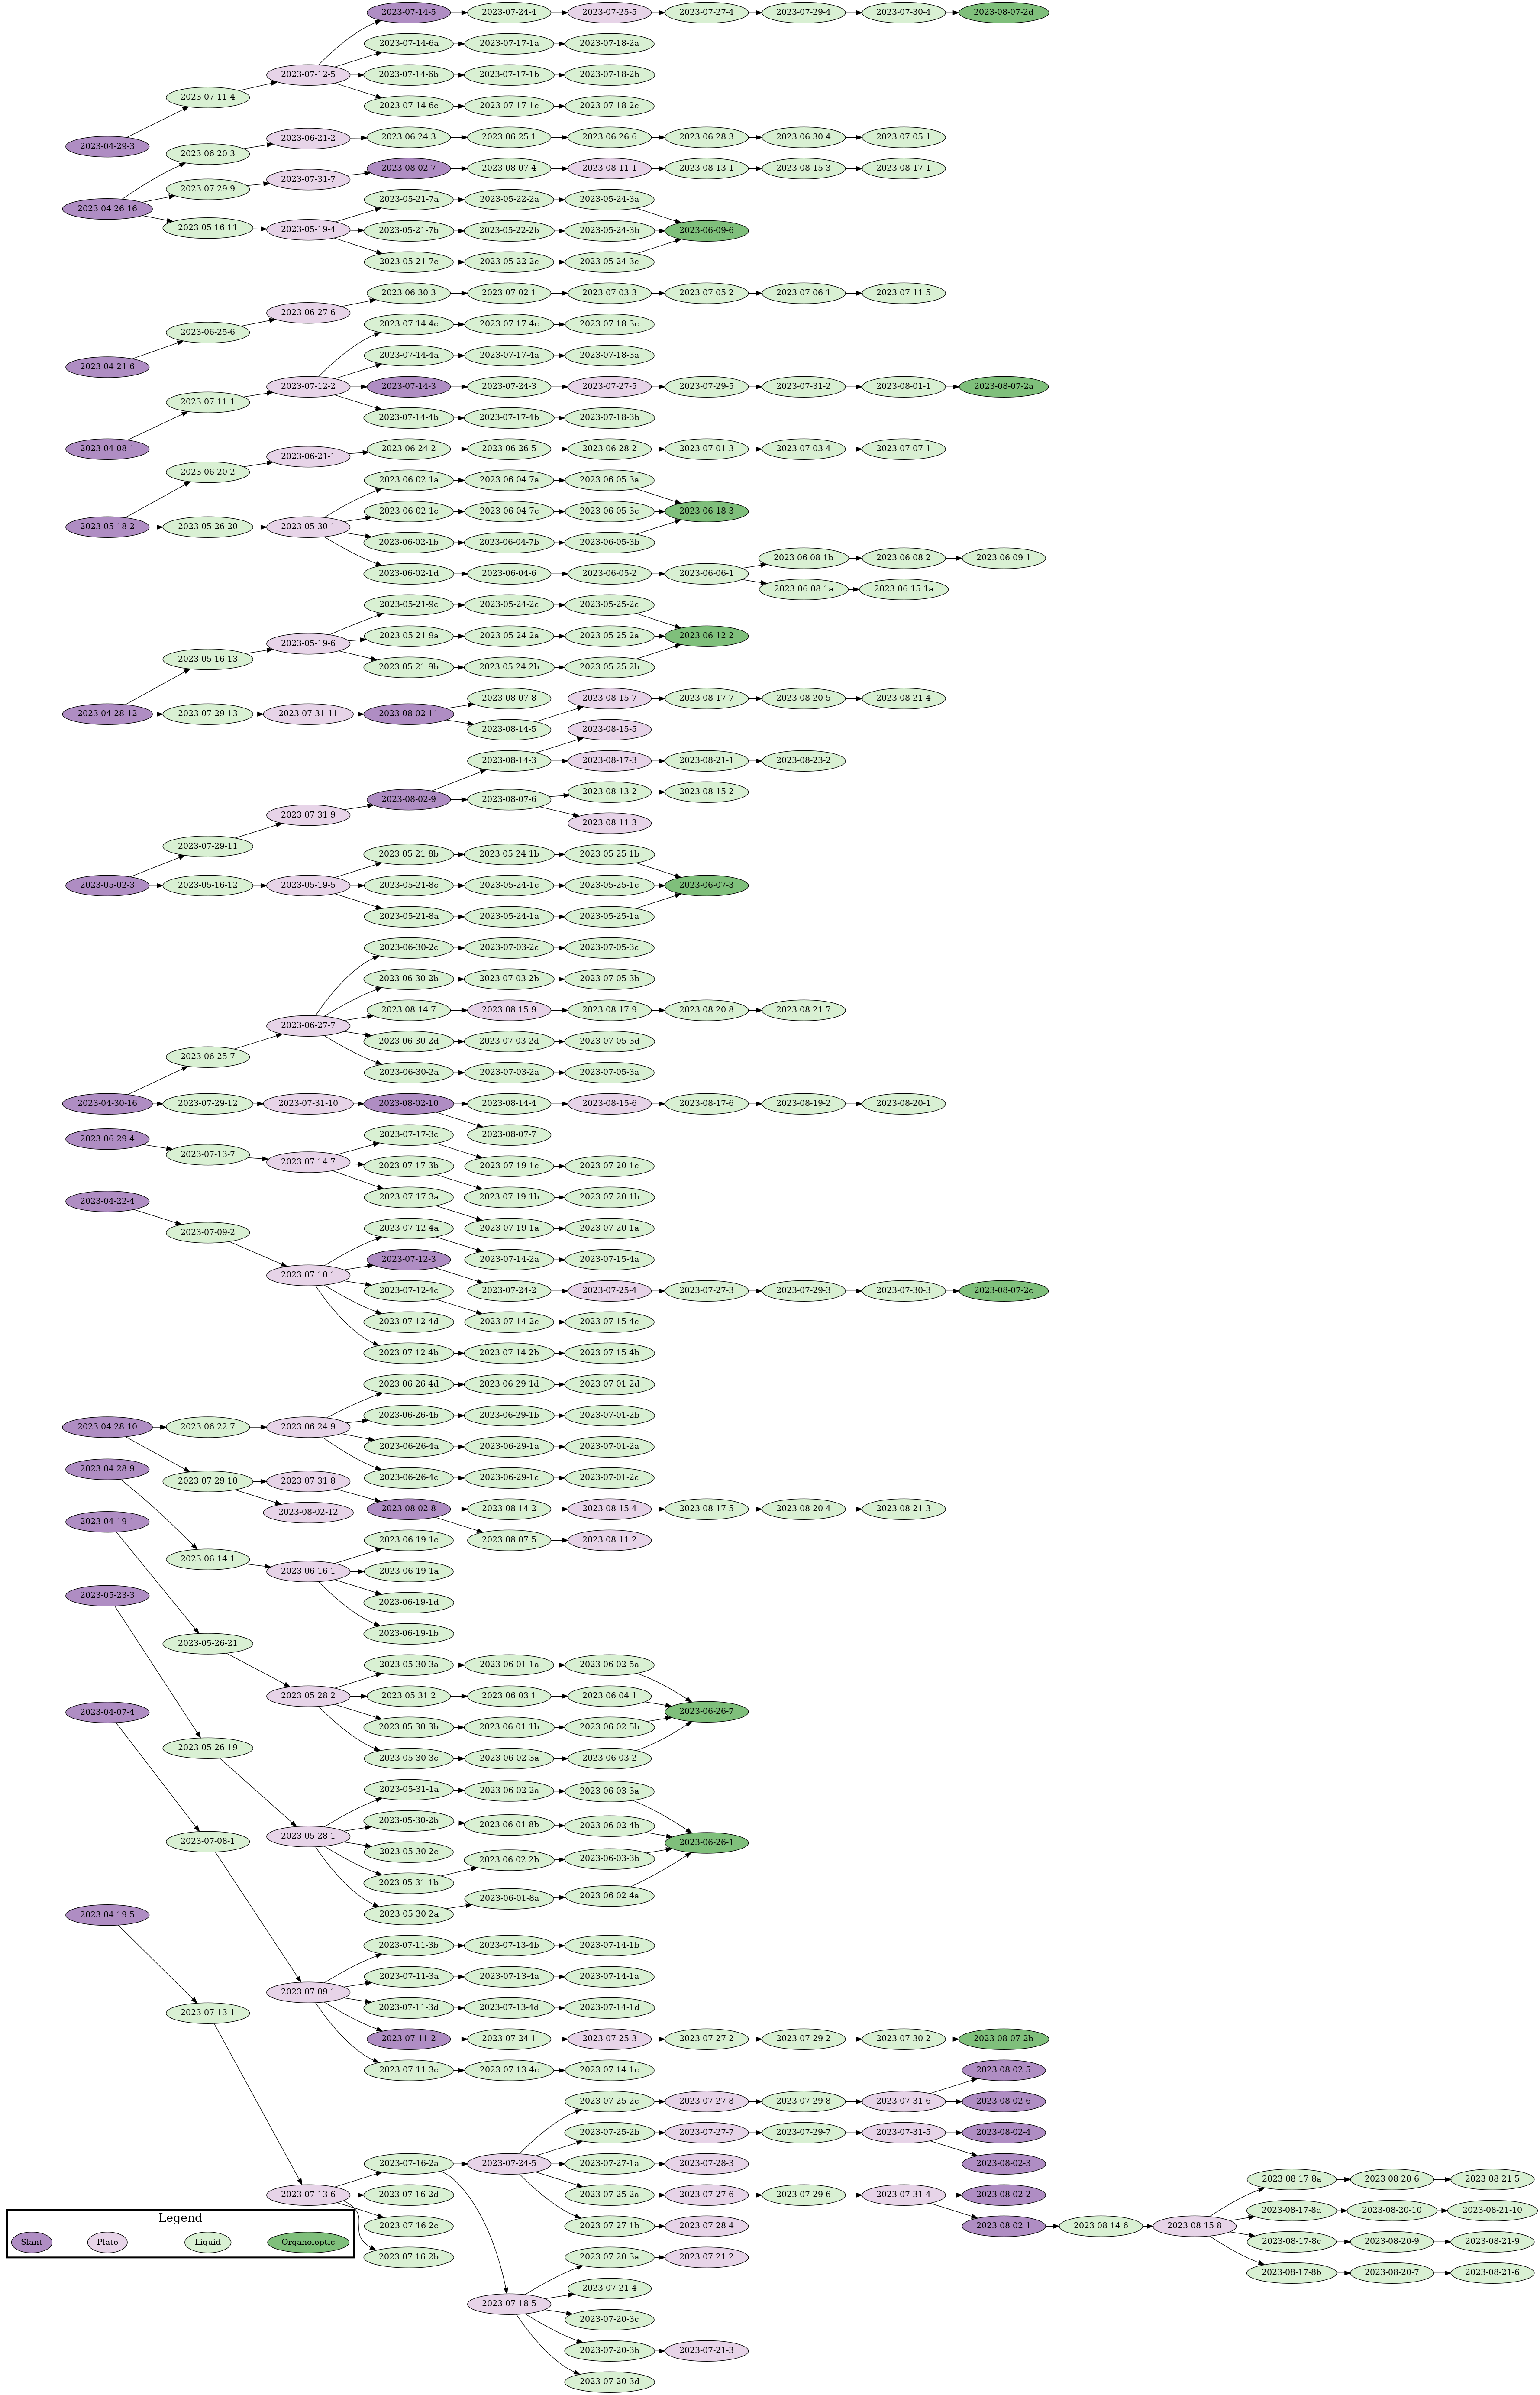 2023-07-14-5 2023-07-24-4 2023-07-25-5 2023-07-27-4 2023-07-29-4 2023-07-30-4 2023-08-07-2d
2023-07-14-6a 2023-07-17-1a 2023-07-18-2a
2023-07-12-5 2023-07-14-6b 2023-07-17-1b 2023-07-18-2b
2023-07-11-4
2023-07-14-6c 2023-07-17-1c 2023-07-18-2c
2023-06-21-2 2023-06-24-3 2023-06-25-1 2023-06-26-6 2023-06-28-3 2023-06-30-4 2023-07-05-1
2023-04-29-3
2023-06-20-3
2023-08-02-7 2023-08-07-4 2023-08-11-1 2023-08-13-1 2023-08-15-3 2023-08-17-1
2023-07-31-7
2023-07-29-9
2023-05-21-7a 2023-05-22-2a 2023-05-24-3a
2023-04-26-16
2023-05-16-11 2023-05-19-4 2023-05-21-7b 2023-05-22-2b 2023-05-24-3b 2023-06-09-6
2023-05-21-7c 2023-05-22-2c 2023-05-24-3c
2023-06-30-3 2023-07-02-1 2023-07-03-3 2023-07-05-2 2023-07-06-1 2023-07-11-5
2023-06-27-6
2023-06-25-6 2023-07-14-4c 2023-07-17-4c 2023-07-18-3c
2023-07-14-4a 2023-07-17-4a 2023-07-18-3a
2023-04-21-6
2023-07-12-2 2023-07-14-3 2023-07-24-3 2023-07-27-5 2023-07-29-5 2023-07-31-2 2023-08-01-1 2023-08-07-2a
2023-07-11-1
2023-07-14-4b 2023-07-17-4b 2023-07-18-3b
2023-04-08-1 2023-06-24-2 2023-06-26-5 2023-06-28-2 2023-07-01-3 2023-07-03-4 2023-07-07-1
2023-06-21-1
2023-06-20-2
2023-06-02-1a 2023-06-04-7a 2023-06-05-3a
2023-06-02-1c 2023-06-04-7c 2023-06-05-3c 2023-06-18-3
2023-05-18-2 2023-05-26-20 2023-05-30-1
2023-06-02-1b 2023-06-04-7b 2023-06-05-3b
2023-06-08-1b 2023-06-08-2 2023-06-09-1
2023-06-02-1d 2023-06-04-6 2023-06-05-2 2023-06-06-1
2023-06-08-1a 2023-06-15-1a
2023-05-21-9c 2023-05-24-2c 2023-05-25-2c
2023-05-19-6 2023-05-21-9a 2023-05-24-2a 2023-05-25-2a 2023-06-12-2
2023-05-16-13
2023-05-21-9b 2023-05-24-2b 2023-05-25-2b
2023-08-07-8 2023-08-15-7 2023-08-17-7 2023-08-20-5 2023-08-21-4
2023-04-28-12 2023-07-29-13 2023-07-31-11 2023-08-02-11
2023-08-14-5 2023-08-15-5
2023-08-14-3 2023-08-17-3 2023-08-21-1 2023-08-23-2
2023-08-13-2 2023-08-15-2
2023-08-02-9 2023-08-07-6
2023-07-31-9 2023-08-11-3
2023-07-29-11
2023-05-21-8b 2023-05-24-1b 2023-05-25-1b
2023-05-02-3 2023-05-16-12 2023-05-19-5 2023-05-21-8c 2023-05-24-1c 2023-05-25-1c 2023-06-07-3
2023-05-21-8a 2023-05-24-1a 2023-05-25-1a
2023-06-30-2c 2023-07-03-2c 2023-07-05-3c
2023-06-30-2b 2023-07-03-2b 2023-07-05-3b
2023-08-14-7 2023-08-15-9 2023-08-17-9 2023-08-20-8 2023-08-21-7
2023-06-27-7
2023-06-30-2d 2023-07-03-2d 2023-07-05-3d
2023-06-25-7
2023-06-30-2a 2023-07-03-2a 2023-07-05-3a
2023-04-30-16 2023-07-29-12 2023-07-31-10 2023-08-02-10 2023-08-14-4 2023-08-15-6 2023-08-17-6 2023-08-19-2 2023-08-20-1
2023-08-07-7
2023-06-29-4 2023-07-17-3c
2023-07-13-7 2023-07-14-7 2023-07-17-3b 2023-07-19-1c 2023-07-20-1c
2023-07-17-3a 2023-07-19-1b 2023-07-20-1b
2023-04-22-4
2023-07-09-2 2023-07-12-4a 2023-07-19-1a 2023-07-20-1a
2023-07-12-3 2023-07-14-2a 2023-07-15-4a
2023-07-10-1
2023-07-12-4c 2023-07-24-2 2023-07-25-4 2023-07-27-3 2023-07-29-3 2023-07-30-3 2023-08-07-2c
2023-07-12-4d 2023-07-14-2c 2023-07-15-4c
2023-07-12-4b 2023-07-14-2b 2023-07-15-4b
2023-06-26-4d 2023-06-29-1d 2023-07-01-2d
2023-06-26-4b 2023-06-29-1b 2023-07-01-2b
2023-04-28-10 2023-06-22-7 2023-06-24-9
2023-06-26-4a 2023-06-29-1a 2023-07-01-2a
2023-04-28-9
2023-06-26-4c 2023-06-29-1c 2023-07-01-2c
2023-07-29-10 2023-07-31-8
2023-08-02-12 2023-08-02-8 2023-08-14-2 2023-08-15-4 2023-08-17-5 2023-08-20-4 2023-08-21-3
2023-04-19-1
2023-06-19-1c 2023-08-07-5 2023-08-11-2
2023-06-14-1
2023-06-16-1 2023-06-19-1a
2023-05-23-3 2023-06-19-1d
2023-06-19-1b
2023-05-26-21
2023-05-30-3a 2023-06-01-1a 2023-06-02-5a
2023-05-28-2 2023-05-31-2 2023-06-03-1 2023-06-04-1
2023-04-07-4 2023-06-26-7
2023-05-30-3b 2023-06-01-1b 2023-06-02-5b
2023-05-26-19
2023-05-30-3c 2023-06-02-3a 2023-06-03-2
2023-05-31-1a 2023-06-02-2a 2023-06-03-3a
2023-05-30-2b 2023-06-01-8b 2023-06-02-4b
2023-07-08-1 2023-05-28-1 2023-06-26-1
2023-05-30-2c 2023-06-02-2b 2023-06-03-3b
2023-05-31-1b
2023-06-01-8a 2023-06-02-4a
2023-04-19-5 2023-05-30-2a
2023-07-11-3b 2023-07-13-4b 2023-07-14-1b
2023-07-11-3a 2023-07-13-4a 2023-07-14-1a
2023-07-09-1
2023-07-13-1 2023-07-11-3d 2023-07-13-4d 2023-07-14-1d
2023-07-11-2 2023-07-24-1 2023-07-25-3 2023-07-27-2 2023-07-29-2 2023-07-30-2 2023-08-07-2b
2023-07-11-3c 2023-07-13-4c 2023-07-14-1c 2023-08-02-5
2023-07-25-2c 2023-07-27-8 2023-07-29-8 2023-07-31-6 2023-08-02-6
2023-07-25-2b 2023-07-27-7 2023-07-29-7 2023-07-31-5 2023-08-02-4
2023-07-16-2a 2023-07-24-5 2023-07-27-1a 2023-07-28-3 2023-08-02-3
2023-08-17-8a 2023-08-20-6 2023-08-21-5
2023-07-13-6 2023-07-16-2d 2023-07-25-2a 2023-07-27-6 2023-07-29-6 2023-07-31-4 2023-08-02-2
2023-08-17-8d 2023-08-20-10 2023-08-21-10
Legend
2023-07-16-2c 2023-07-27-1b 2023-07-28-4 2023-08-02-1 2023-08-14-6 2023-08-15-8
Slant Plate Liquid Organoleptic
2023-08-17-8c 2023-08-20-9 2023-08-21-9
2023-07-16-2b 2023-07-20-3a 2023-07-21-2
2023-08-17-8b 2023-08-20-7 2023-08-21-6
2023-07-21-4
2023-07-18-5
2023-07-20-3c
2023-07-20-3b 2023-07-21-3
2023-07-20-3d